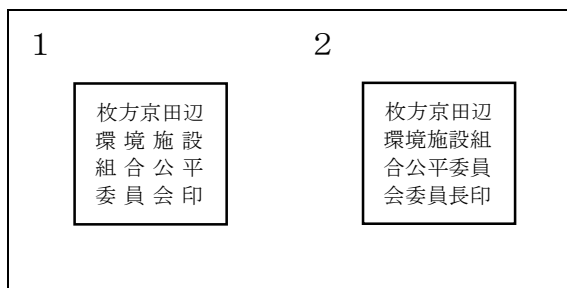 1
枚方京田辺
環境施設
組合公平
委員会印
2
枚方京田辺
環境施設組
合公平委員
会委員長印